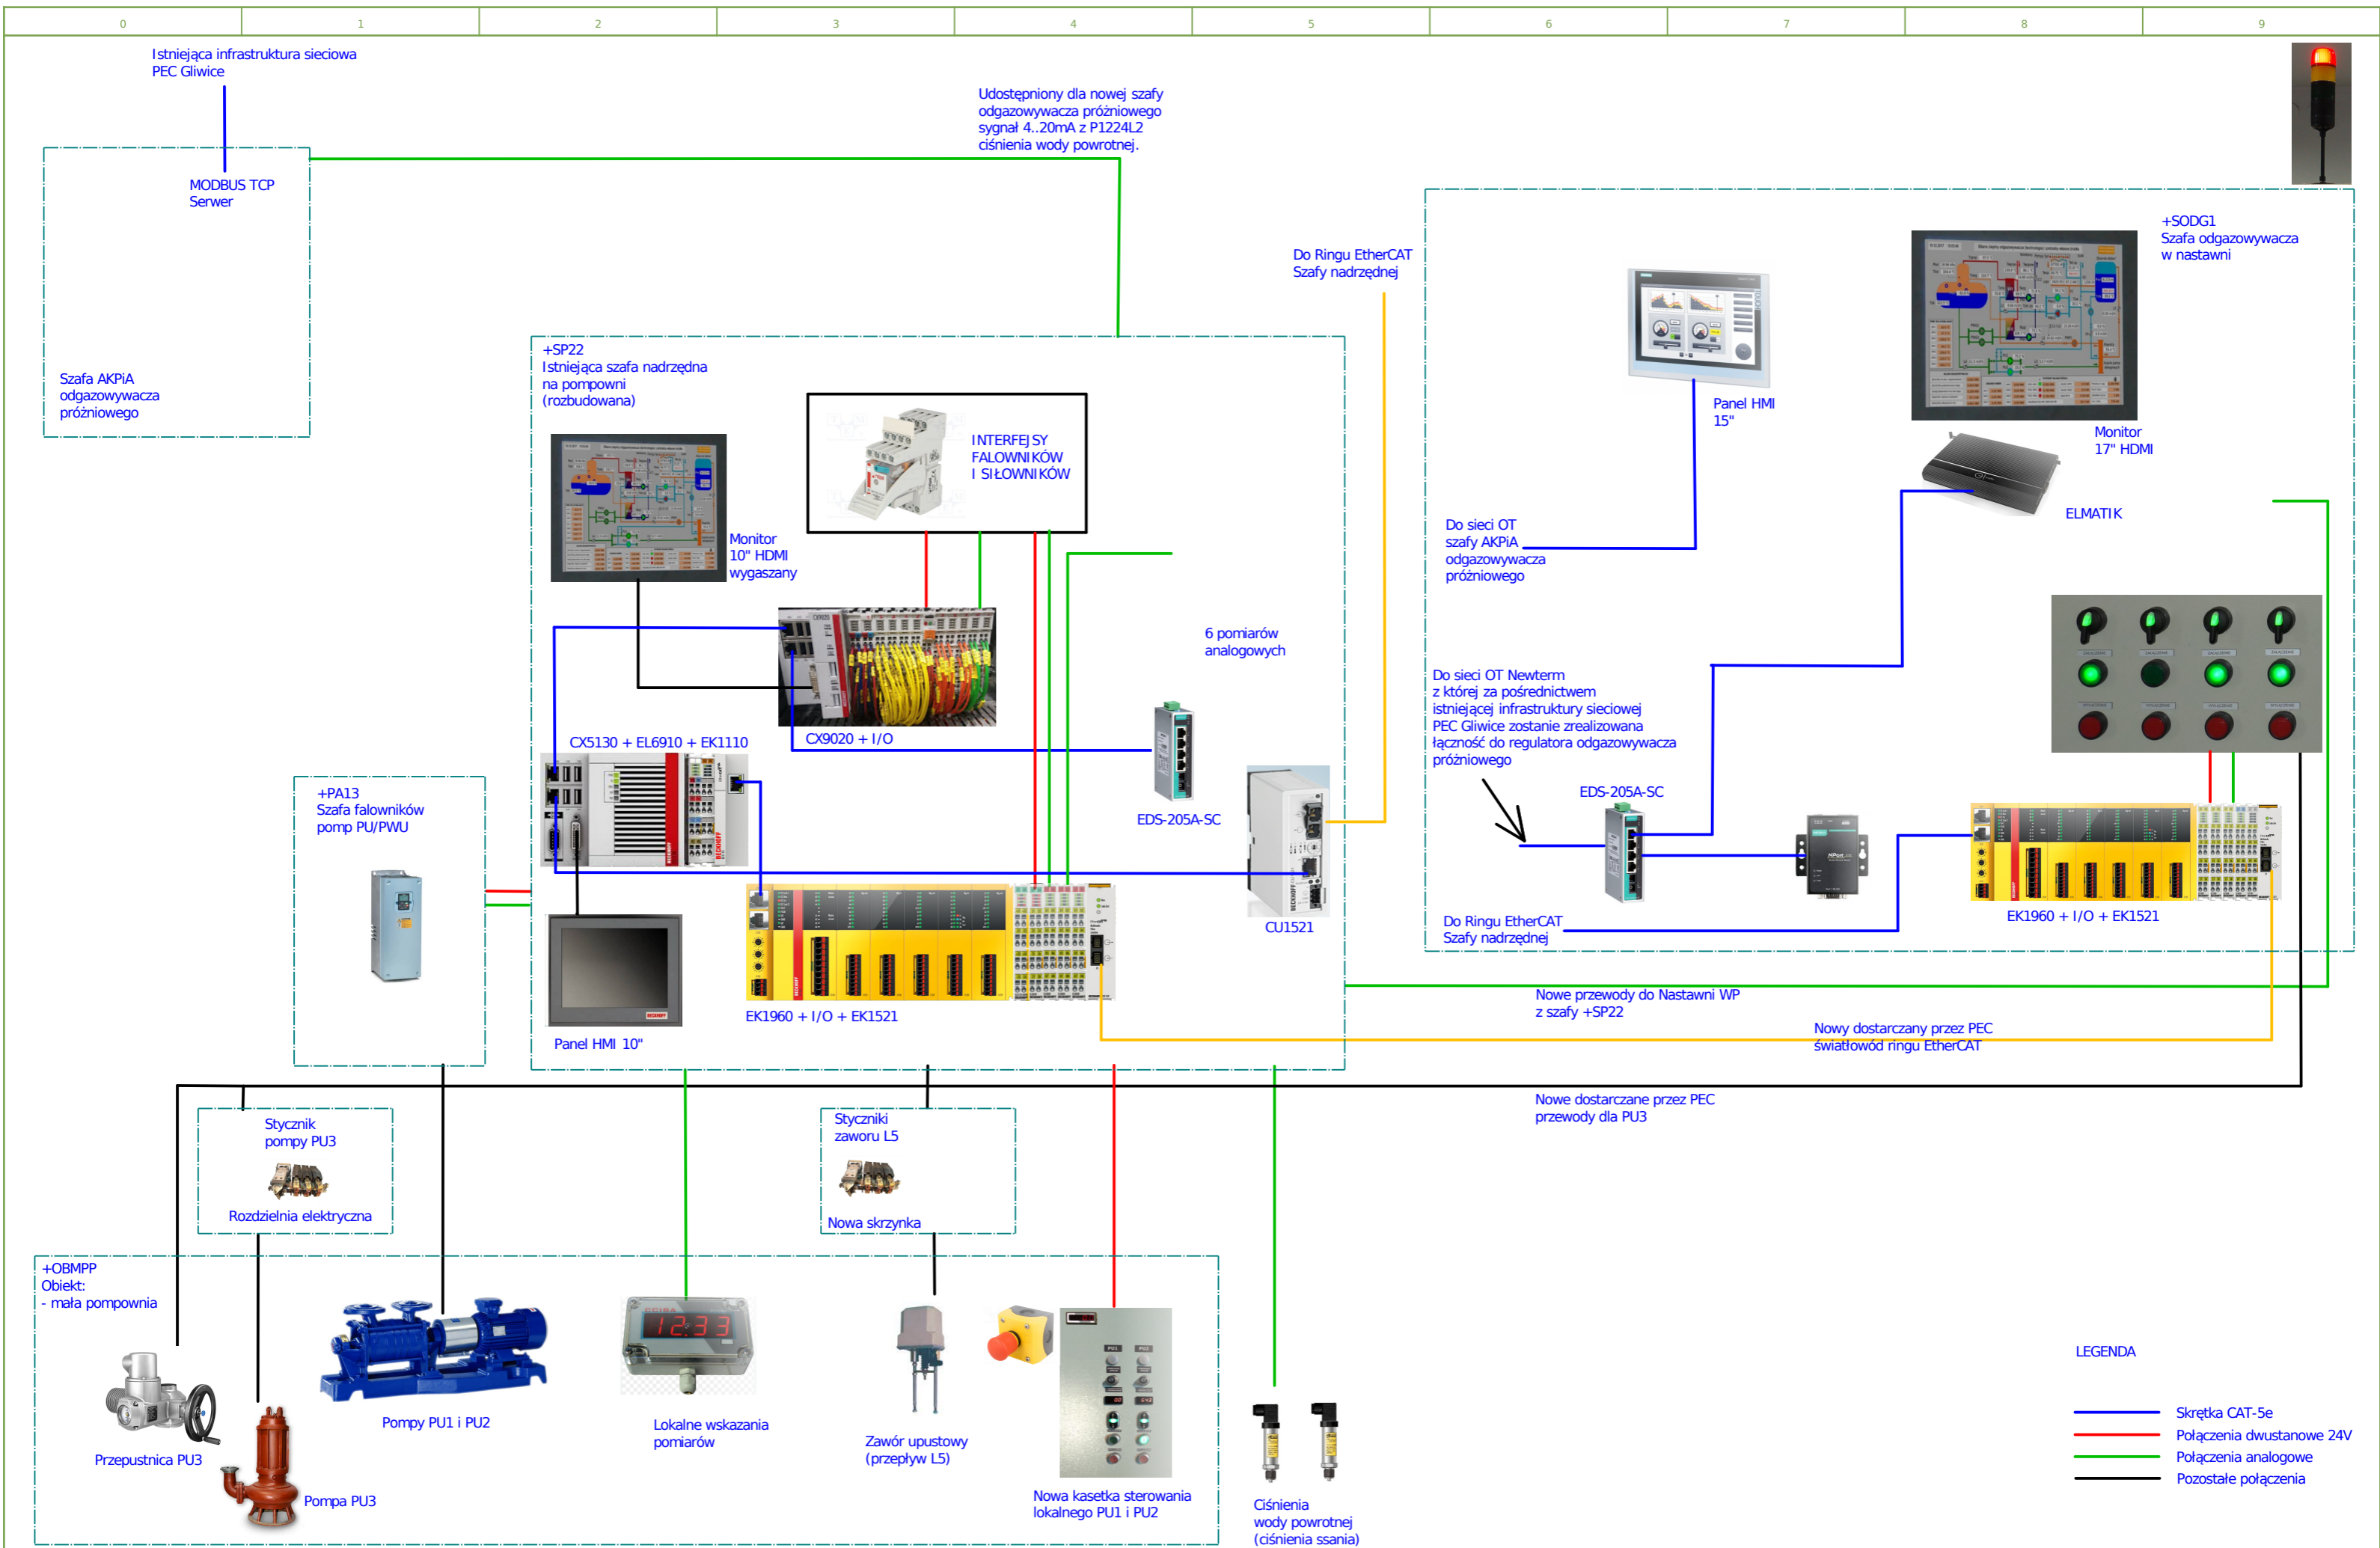 0 1 2 3 4 5 6 7 8 9
Istniejąca infrastruktura sieciowa
PEC Gliwice
MODBUS TCP
Serwer
Szafa AKPiA
odgazowywacza
próżniowego
Udostępniony dla nowej szafy
odgazowywacza próżniowego
sygnał 4..20mA z P1224L2
ciśnienia wody powrotnej.
Do Ringu EtherCAT
Szafy nadrzędnej
+SP22
Istniejąca szafa nadrzędna
na pompowni
(rozbudowana)
INTERFEJSY
FALOWNIKÓW
I SIŁOWNIKÓW
Monitor
10" HDMI
wygaszany
6 pomiarów
analogowych
CX9020 + I/O
CX5130 + EL6910 + EK1110
EDS-205A-SC
CU1521
BECKHOFF
EK1960 + I/O + EK1521
Panel HMI 10"
+PA13
Szafa falowników
pomp PU/PWU
+SODG1
Szafa odgazowywacza
w nastawni
Panel HMI
15"
Monitor
17" HDMI
ELMATIK
Do sieci OT
szafy AKPiA
odgazowywacza
próżniowego
Do sieci OT Newterm
z której za pośrednictwem
istniejącej infrastruktury sieciowej
PEC Gliwice zostanie zrealizowana
łączność do regulatora odgazowywacza
próżniowego
EDS-205A-SC
Do Ringu EtherCAT
Szafy nadrzędnej
EK1960 + I/O + EK1521
Nowe przewody do Nastawni WP
z szafy +SP22
Nowy dostarczany przez PEC
światłowód ringu EtherCAT
Nowe dostarczane przez PEC
przewody dla PU3
Stycznik
pompy PU3
Rozdzielnia elektryczna
Styczniki
zaworu L5
Nowa skrzynka
+OBMPP
Obiekt:
- mała pompownia
Przepustnica PU3
Pompa PU3
Pompy PU1 i PU2
12:33
Lokalne wskazania
pomiarów
Zawór upustowy
(przepływ L5)
PU1 PU2
Nowa kasetka sterowania
lokalnego PU1 i PU2
Ciśnienia
wody powrotnej
(ciśnienia ssania)
LEGENDA
Skrętka CAT-5e
Połączenia dwustanowe 24V
Połączenia analogowe
Pozostałe połączenia